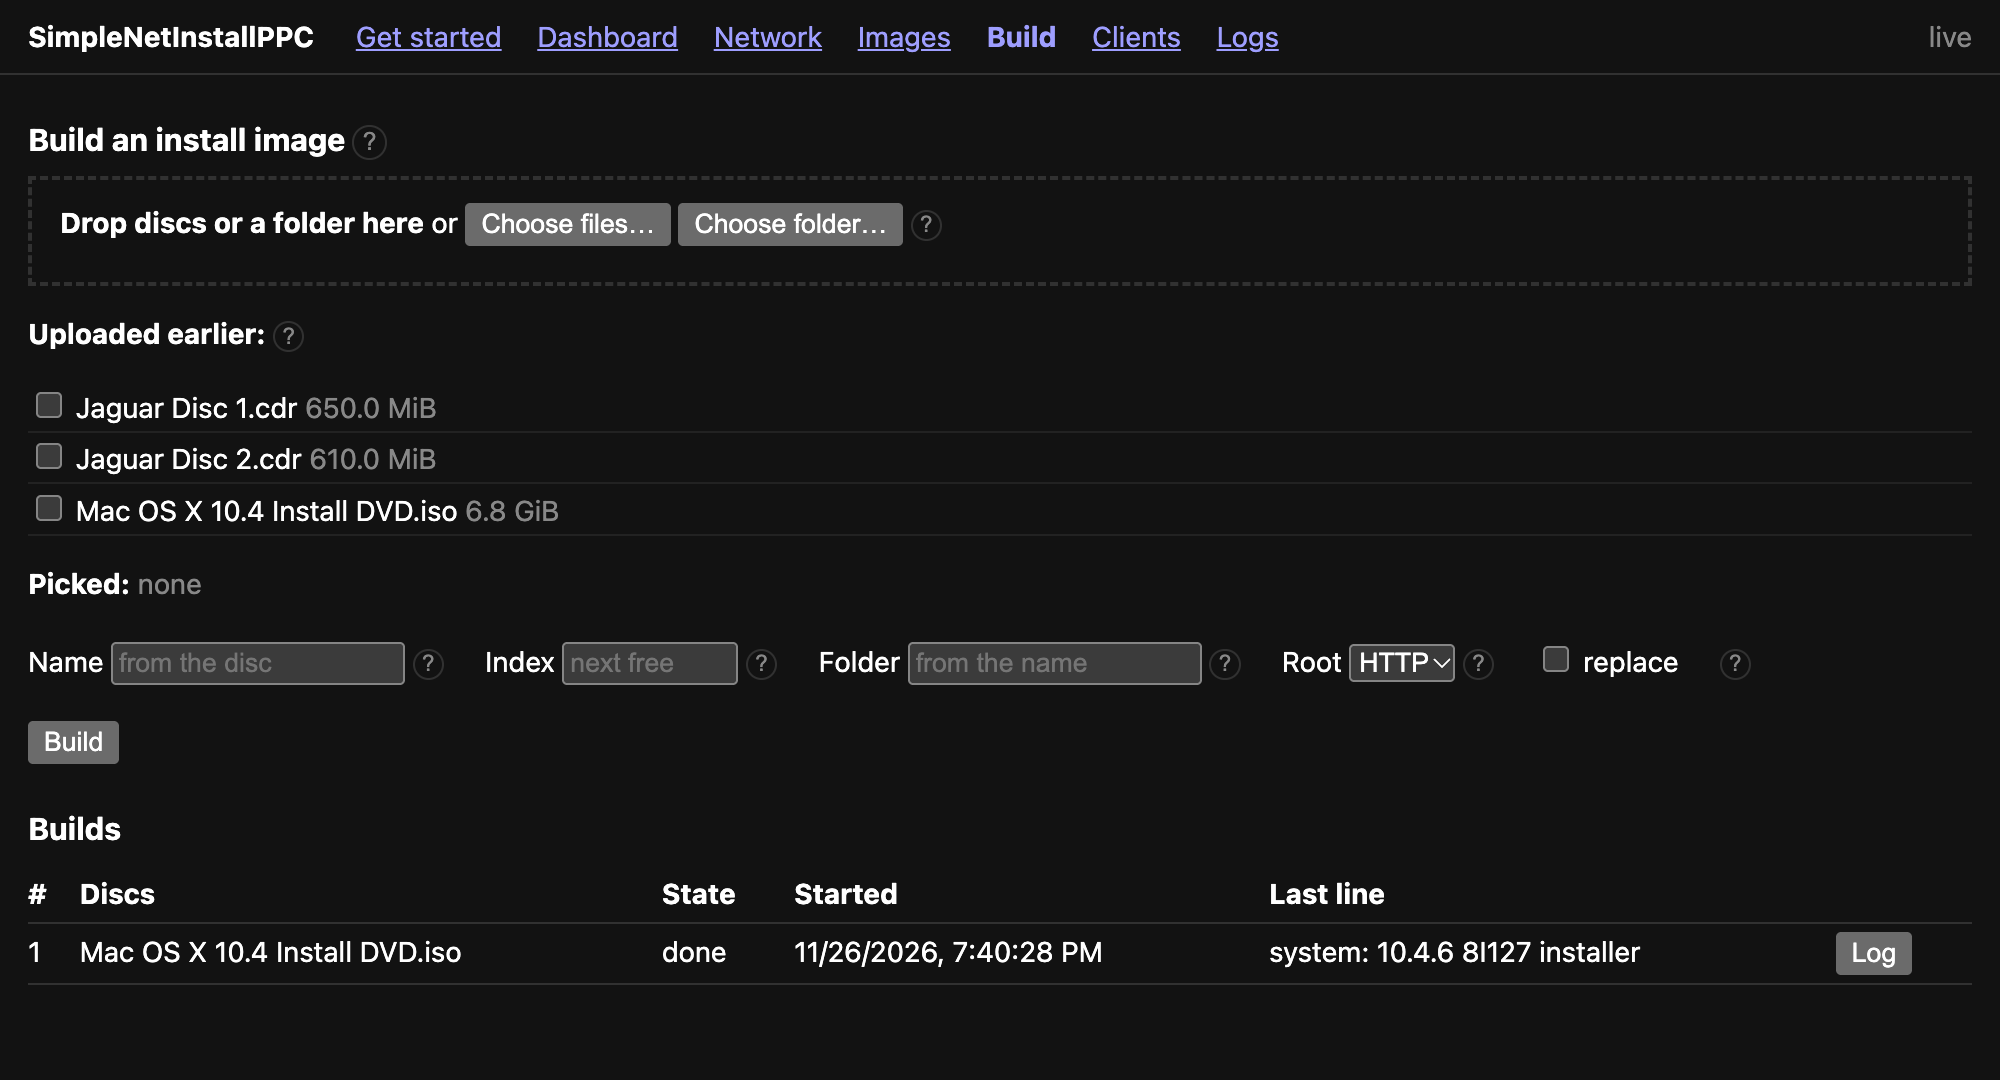 SimpleNetInstallPPC Get started Dashboard Network Images Build Clients Logs live
Build an install image ?
Drop discs or a folder here or Choose files… Choose folder… ?
Uploaded earlier: ?
Jaguar Disc 1.cdr 650.0 MiB
Jaguar Disc 2.cdr 610.0 MiB
Mac OS X 10.4 Install DVD.iso 6.8 GiB
Picked: none
Name from the disc ? Index next free ? Folder from the name ? Root HTTP ? replace ?
Build
Builds
# Discs State Started Last line
1 Mac OS X 10.4 Install DVD.iso done 11/26/2026, 7:40:28 PM system: 10.4.6 8I127 installer Log